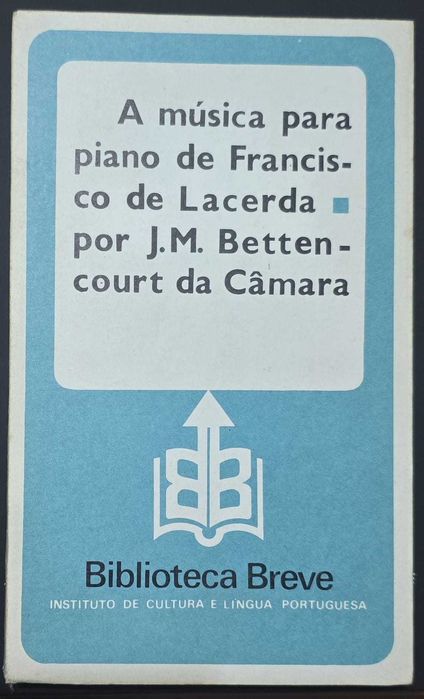 A música para
piano de Francis-
co de Lacerda
por J.M. Betten-
court da Câmara
BB
Biblioteca Breve
INSTITUTO DE CULTURA E LÍNGUA PORTUGUESA